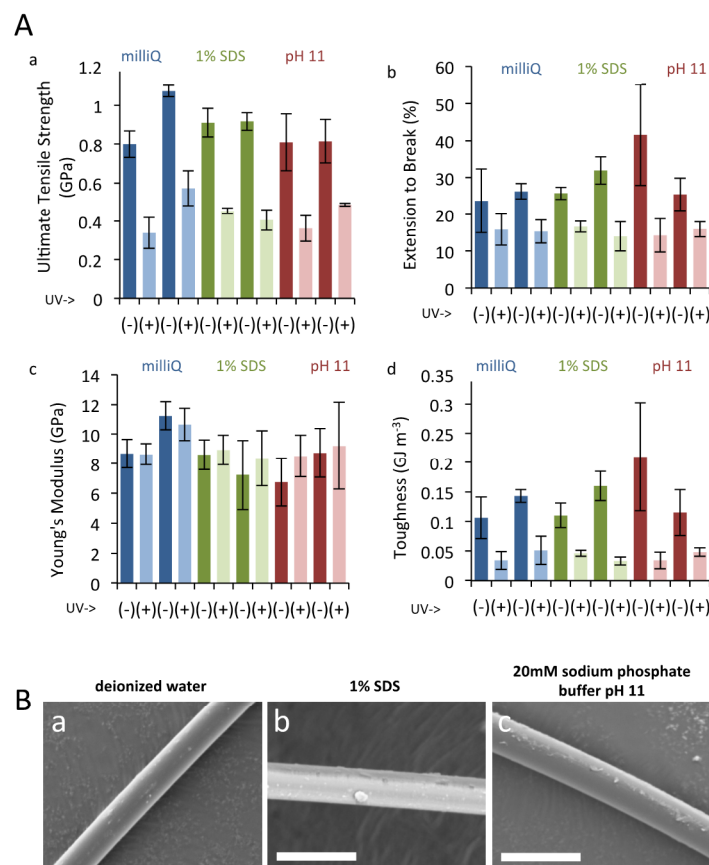 A
a
milliQ 1% SDS pH 11
Ultimate Tensile Strength
(GPa)
1.2
1
0.8
0.6
0.4
0.2
0
UV->
(-)(+)(-)(+)(-)(+)(-)(+)(-)(+)(-)(+)
b
milliQ 1% SDS pH 11
Extension to Break (%)
60
50
40
30
20
10
0
UV->
(-)(+)(-)(+)(-)(+)(-)(+)(-)(+)(-)(+)
c
milliQ 1% SDS pH 11
Young's Modulus (GPa)
14
12
10
8
6
4
2
0
UV->
(-)(+)(-)(+)(-)(+)(-)(+)(-)(+)(-)(+)
d
milliQ 1% SDS pH 11
Toughness (GJ m-3)
0.35
0.3
0.25
0.2
0.15
0.1
0.05
0
UV->
(-)(+)(-)(+)(-)(+)(-)(+)(-)(+)(-)(+)
B
deionized water
a
1% SDS
b
20mM sodium phosphate
buffer pH 11
c